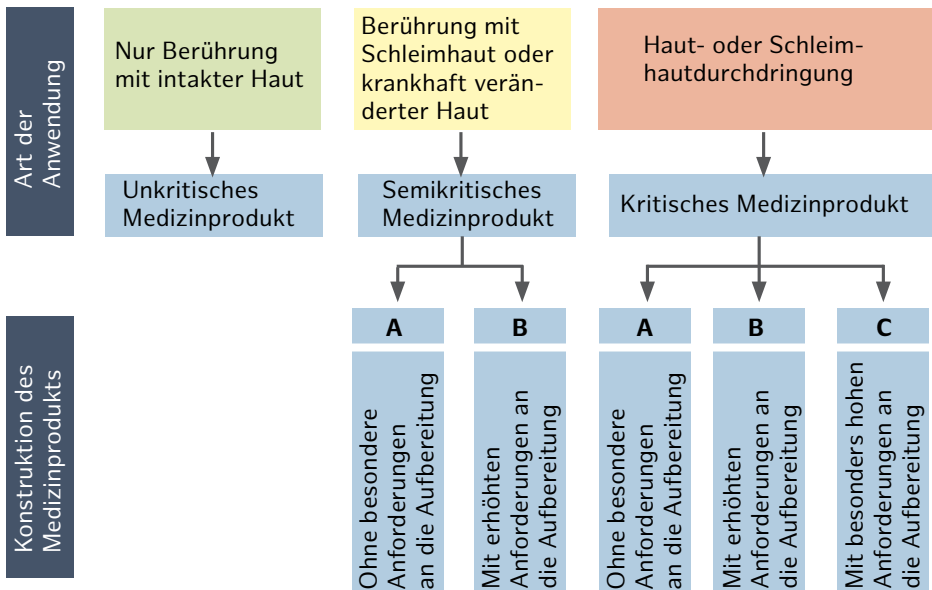 Art der
Anwendung
Nur Berührung
mit intakter Haut
Berührung mit
Schleimhaut oder
krankhaft verän-
derter Haut
Haut- oder Schleim-
hautdurchdringung
Unkritisches
Medizinprodukt
Semikritisches
Medizinprodukt
Kritisches Medizinprodukt
Konstruktion des
Medizinprodukts
A
Ohne besondere
Anforderungen
an die Aufbereitung
B
Mit erhöhten
Anforderungen an
die Aufbereitung
A
Ohne besondere
Anforderungen
an die Aufbereitung
B
Mit erhöhten
Anforderungen an
die Aufbereitung
C
Mit besonders hohen
Anforderungen an
die Aufbereitung